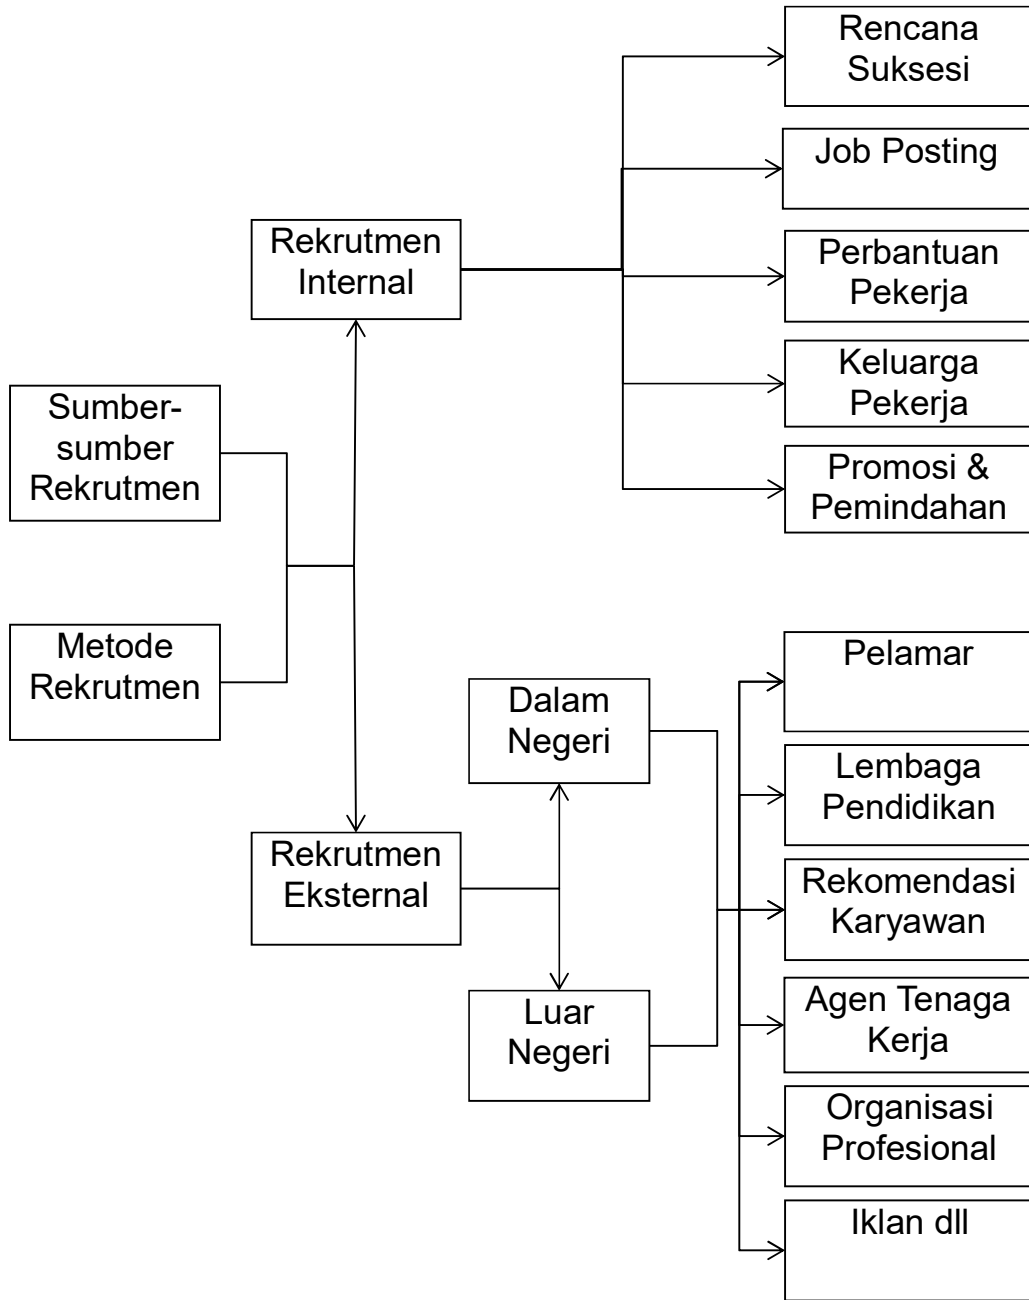 Rencana
Suksesi
Job Posting
Rekrutmen
Internal
Perbantuan
Pekerja
Keluarga
Pekerja
Sumber-
sumber
Rekrutmen
Promosi &
Pemindahan
Metode
Rekrutmen
Pelamar
Dalam
Negeri
Lembaga
Pendidikan
Rekrutmen
Eksternal
Rekomendasi
Karyawan
Luar
Negeri
Agen Tenaga
Kerja
Organisasi
Profesional
Iklan dll